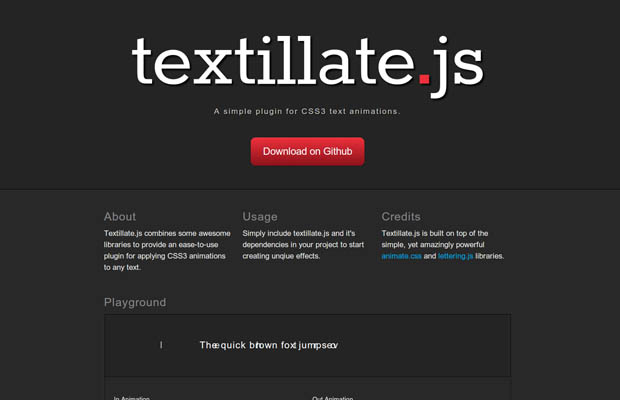 textillate.js
A simple plugin for CSS3 text animations.
Download on Github
About
Textillate.js combines some awesome
libraries to provide an ease-to-use
plugin for applying CSS3 animations
to any text.
Usage
Simply include textillate.js and it's
dependencies in your project to start
creating unqiue effects.
Credits
Textillate.js is built on top of the
simple, yet amazingly powerful
animate.css and lettering.js libraries.
Playground
The quick brown fox jumps
In Animation
Out Animation